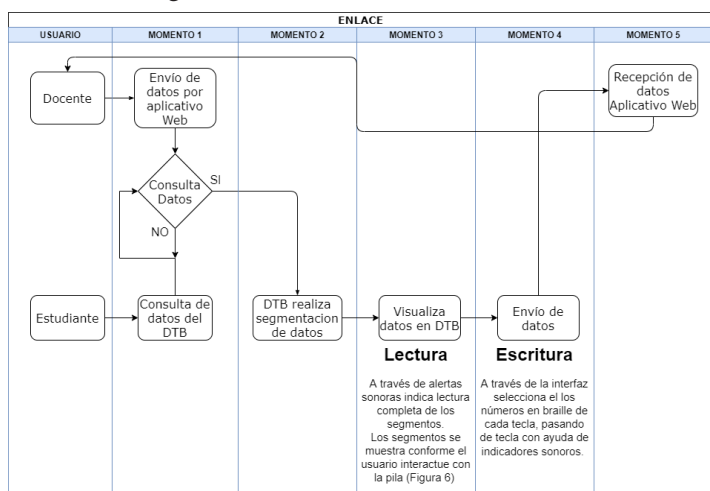 ENLACE
USUARIO
MOMENTO 1
MOMENTO 2
MOMENTO 3
MOMENTO 4
MOMENTO 5
Docente
Envío de
datos por
aplicativo
Web
Recepción de
datos
Aplicativo Web
Consulta
Datos
SI
NO
Estudiante
Consulta de
datos del
DTB
DTB realiza
segmentacion
de datos
Visualiza
datos en DTB
Envío de
datos
Lectura
Escritura
A través de alertas
sonoras indica lectura
completa de los
segmentos.
Los segmentos se
muestra conforme el
usuario interactue con
la pila (Figura 6)
A través de la interfaz
selecciona el los
números en braille de
cada tecla, pasando
de tecla con ayuda de
indicadores sonoros.